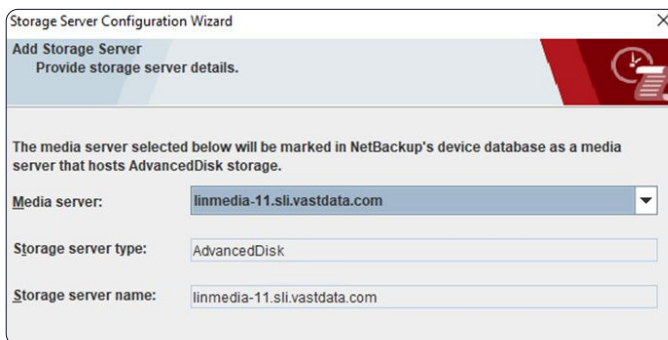 Storage Server Configuration Wizard
Add Storage Server
Provide storage server details.
The media server selected below will be marked in NetBackup's device database as a media
server that hosts AdvancedDisk storage.
Media server: linmedia-11.sli.vastdata.com
Storage server type: AdvancedDisk
Storage server name: linmedia-11.sli.vastdata.com